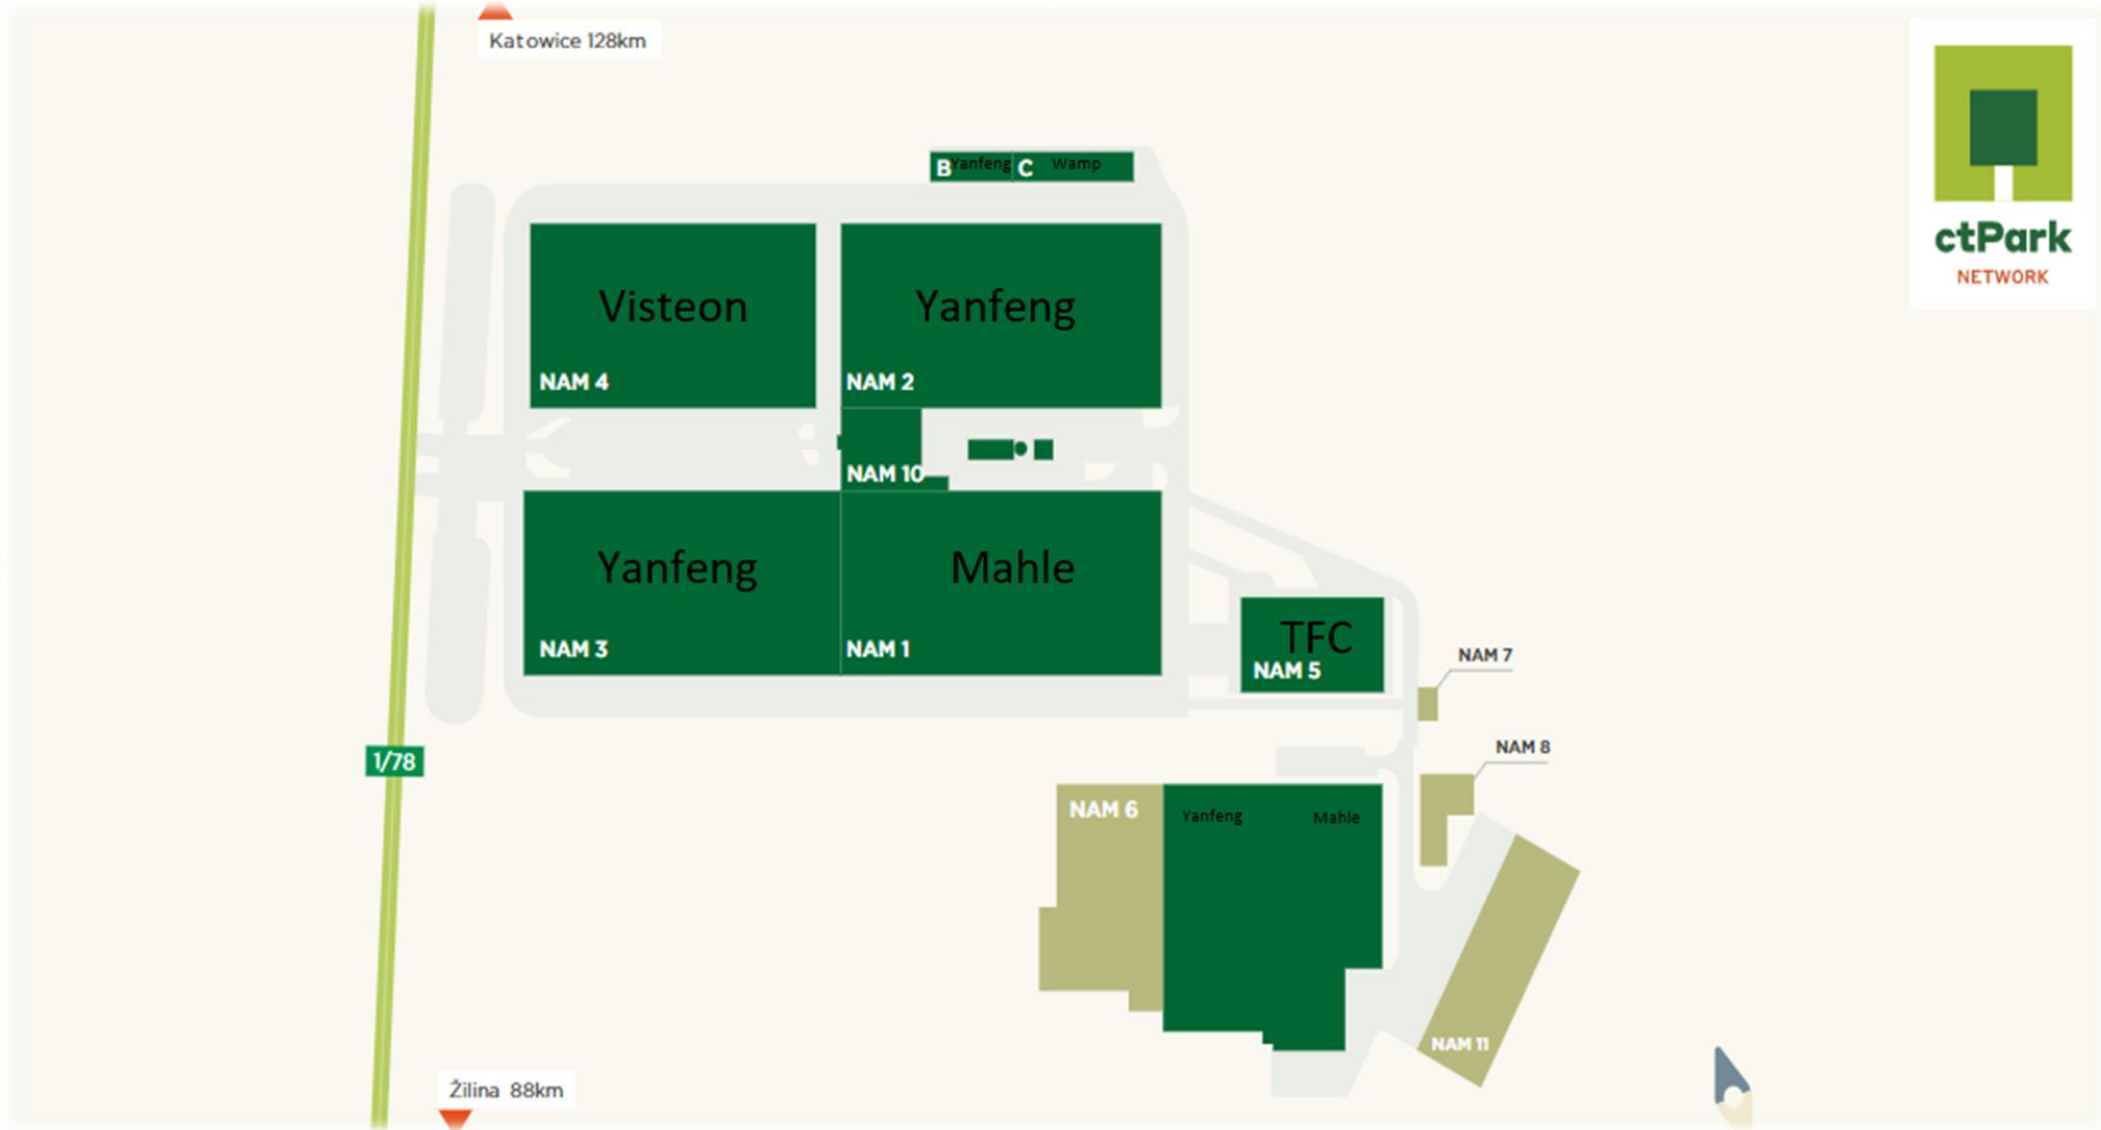 Katowice 128km
ctPark
NETWORK
B Yanfeng C Wamp
Visteon
NAM 4
Yanfeng
NAM 2
NAM 10
Yanfeng
NAM 3
Mahle
NAM 1
TFC
NAM 5
NAM 7
NAM 8
1/78
NAM 6
Yanfeng
Mahle
NAM 11
Žilina 88km